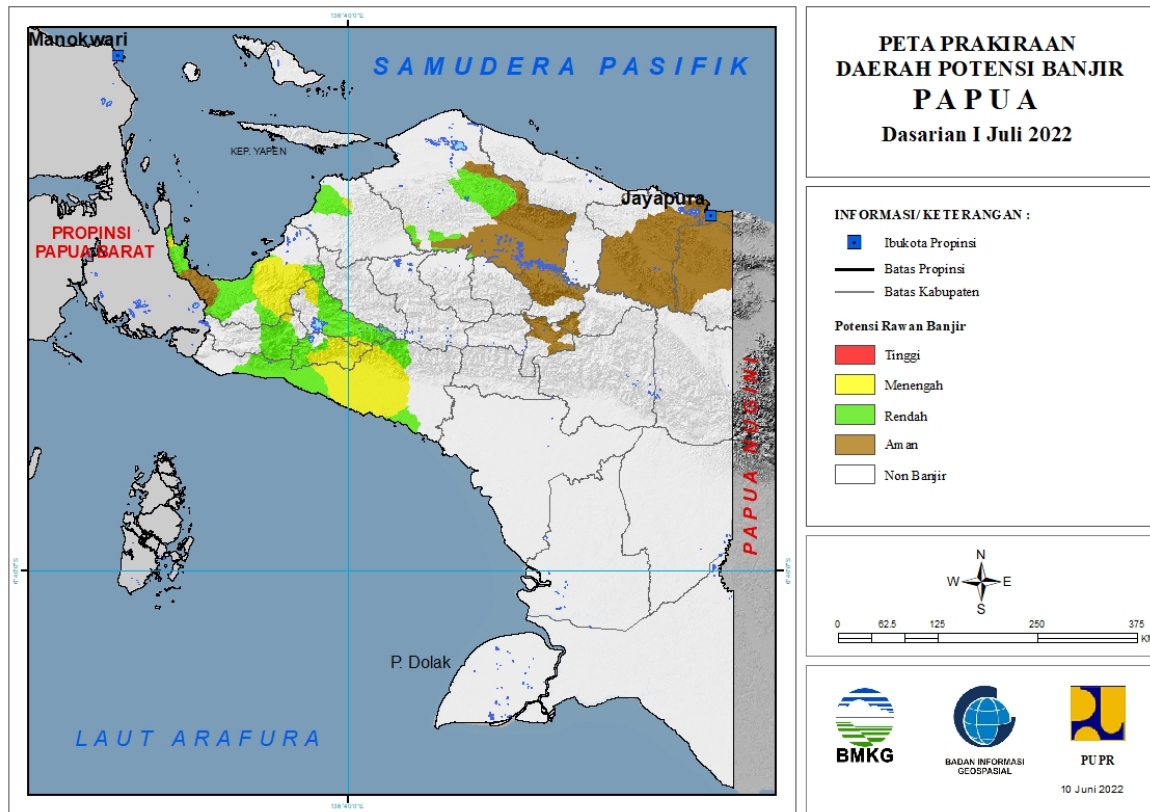 Manokwari
SAMUDERA PASIFIK
KEP. YAPEN
Jayapura
PROPINSI
PAPUA BARAT
PAPUA NUGINI
P. Dolak
LAUT ARAFURA
PETA PRAKIRAAN
DAERAH POTENSI BANJIR
PAPUA
Dasarian I Juli 2022
INFORMASI/ KETERANGAN :
Ibukota Propinsi
Batas Propinsi
Batas Kabupaten
Potensi Rawan Banjir
Tinggi
Menengah
Rendah
Aman
Non Banjir
N
W E
S
0 62.5 125 250 375
BMKG
BADAN INFORMASI
GEOSPASIAL
PUPR
10 Juni 2022